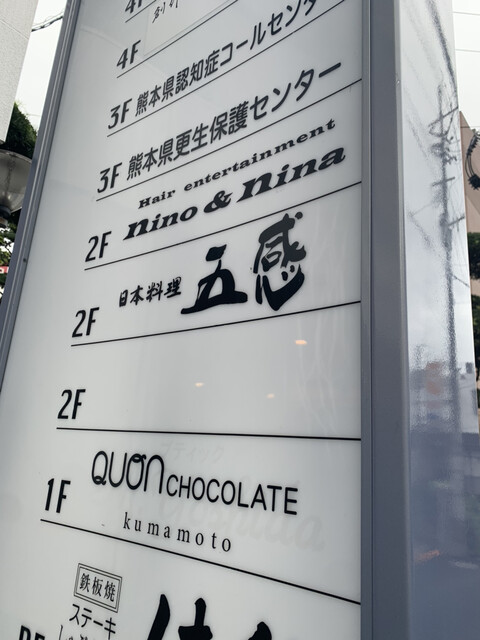 4F
4F
3F 熊本県認知症コールセンター
3F 熊本県更生保護センター
Hair entertainment
2F nino & nina
2F 日本料理 五感
2F
QUON CHOCOLATE
1F
kumamoto
鉄板焼
ステーキ